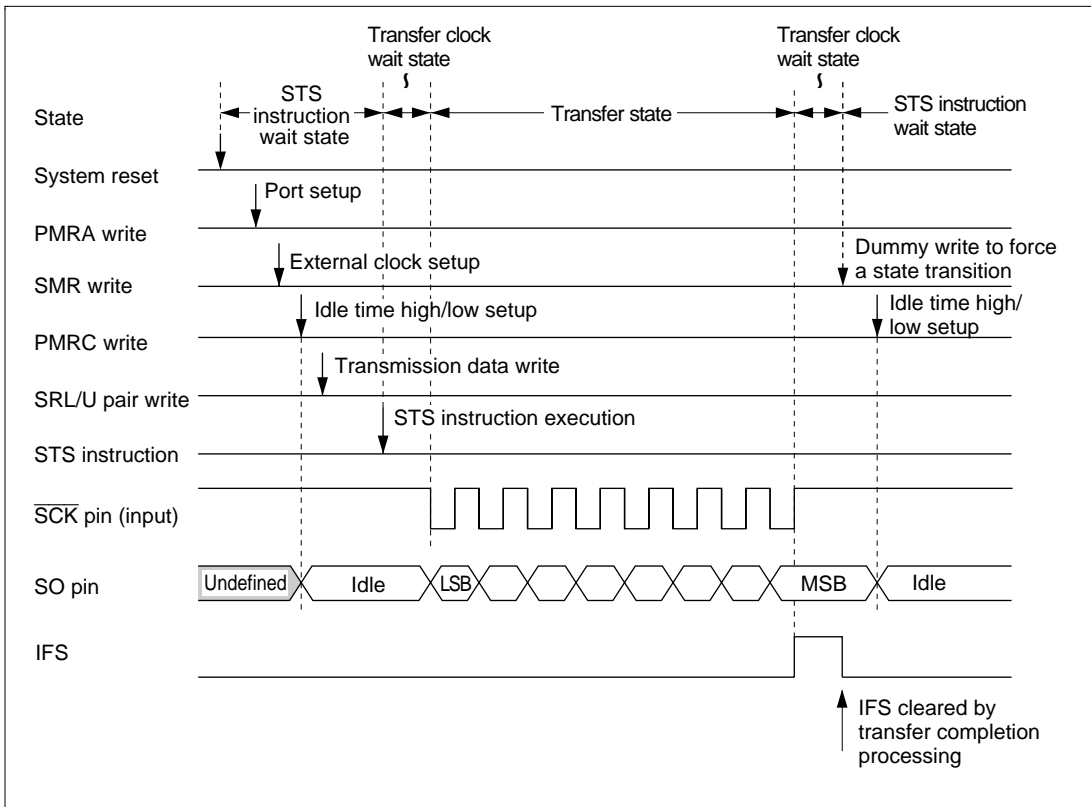 Transfer clock
wait state
Transfer clock
wait state
State
STS
instruction
wait state
Transfer state
STS instruction
wait state
System reset
Port setup
PMRA write
External clock setup
Dummy write to force
a state transition
SMR write
Idle time high/low setup
Idle time high/
low setup
PMRC write
Transmission data write
SRL/U pair write
STS instruction execution
STS instruction
SCK pin (input)
SO pin
Undefined
Idle
LSB
MSB
Idle
IFS
IFS cleared by
transfer completion
processing